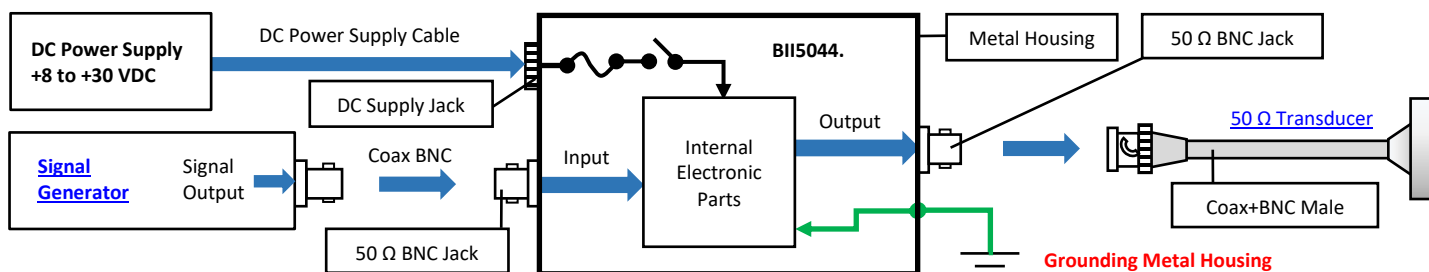 DC Power Supply
+8 to +30 VDC
DC Power Supply Cable
DC Supply Jack
BII5044.
Metal Housing
50 Ω BNC Jack
Signal
Generator
Signal
Output
Coax BNC
50 Ω BNC Jack
Input
Internal
Electronic
Parts
Output
50 Ω Transducer
Coax+BNC Male
Grounding Metal Housing